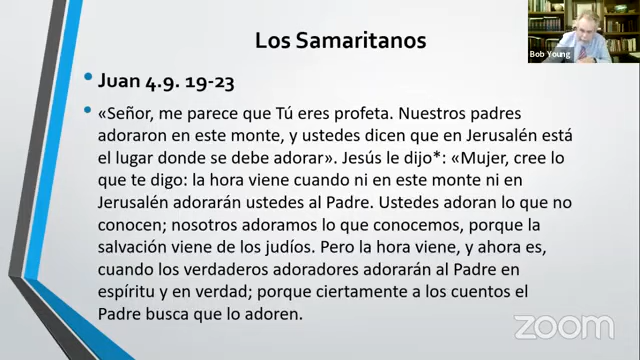 Los Samaritanos
Bob Young
• Juan 4.9. 19-23
• «Señor, me parece que Tú eres profeta. Nuestros padres
adoraron en este monte, y ustedes dicen que en Jerusalén está
el lugar donde se debe adorar». Jesús le dijo*: «Mujer, cree lo
que te digo: la hora viene cuando ni en este monte ni en
Jerusalén adorarán ustedes al Padre. Ustedes adoran lo que no
conocen; nosotros adoramos lo que conocemos, porque la
salvación viene de los judíos. Pero la hora viene, y ahora es,
cuando los verdaderos adoradores adorarán al Padre en
espíritu y en verdad; porque ciertamente a los cuentos el
Padre busca que lo adoren.
zoom